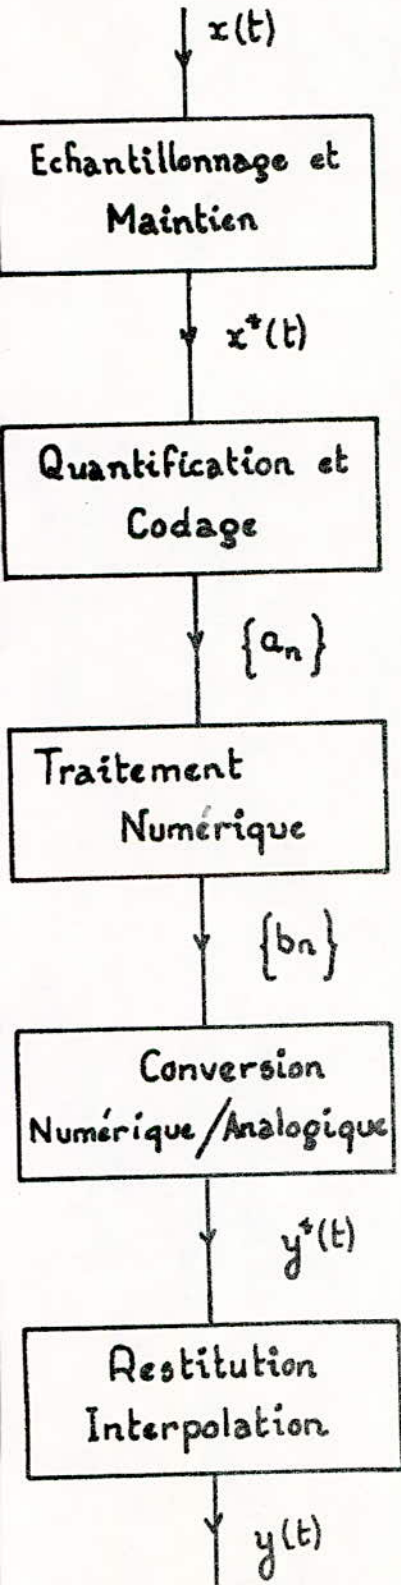 x(t)
Echantillonnage et
Maintien
x*(t)
Quantification et
Codage
{aₙ}
Traitement
Numérique
{bₙ}
Conversion
Numérique/Analogique
y*(t)
Restitution
Interpolation
y(t)